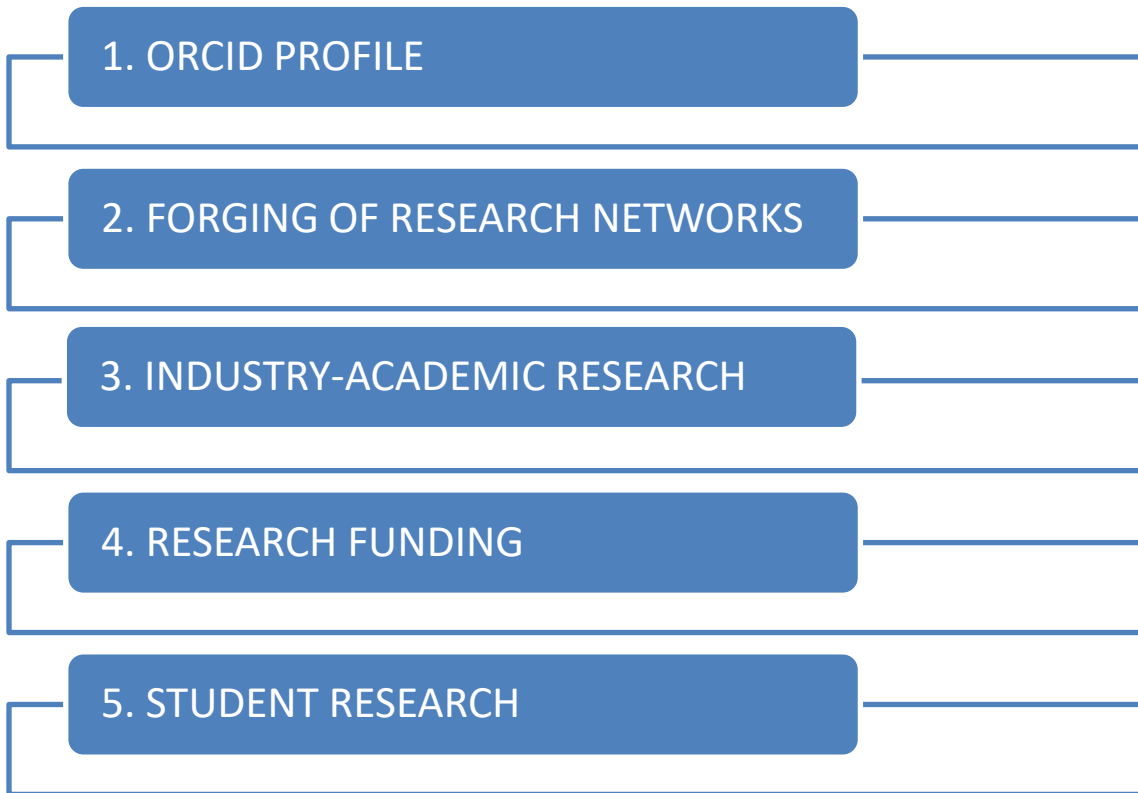 1. ORCID PROFILE
2. FORGING OF RESEARCH NETWORKS
3. INDUSTRY-ACADEMIC RESEARCH
4. RESEARCH FUNDING
5. STUDENT RESEARCH